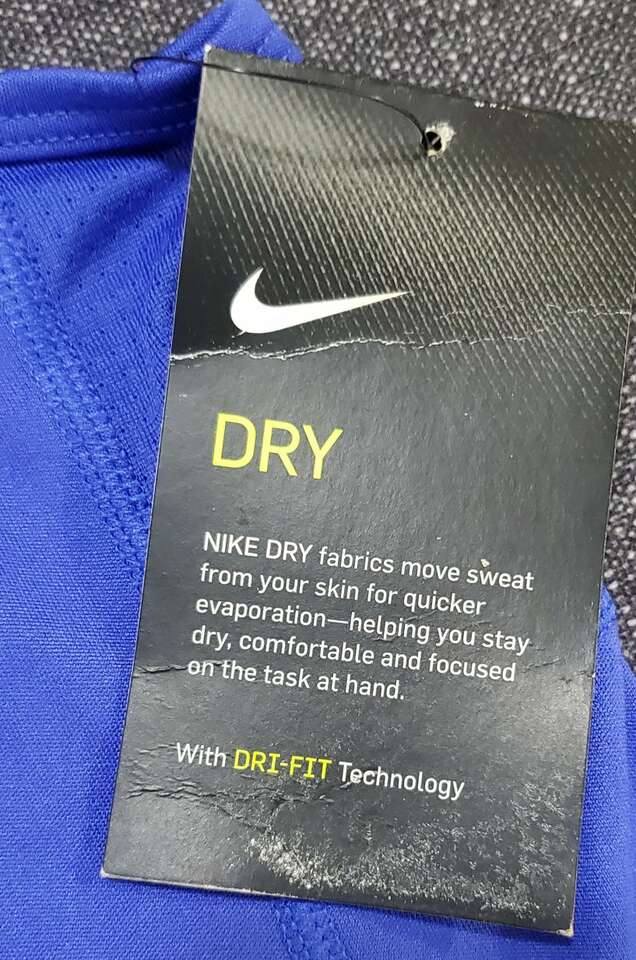 DRY
NIKE DRY fabrics move sweat
from your skin for quicker
evaporation—helping you stay
dry, comfortable and focused
on the task at hand.
With DRI-FIT Technology